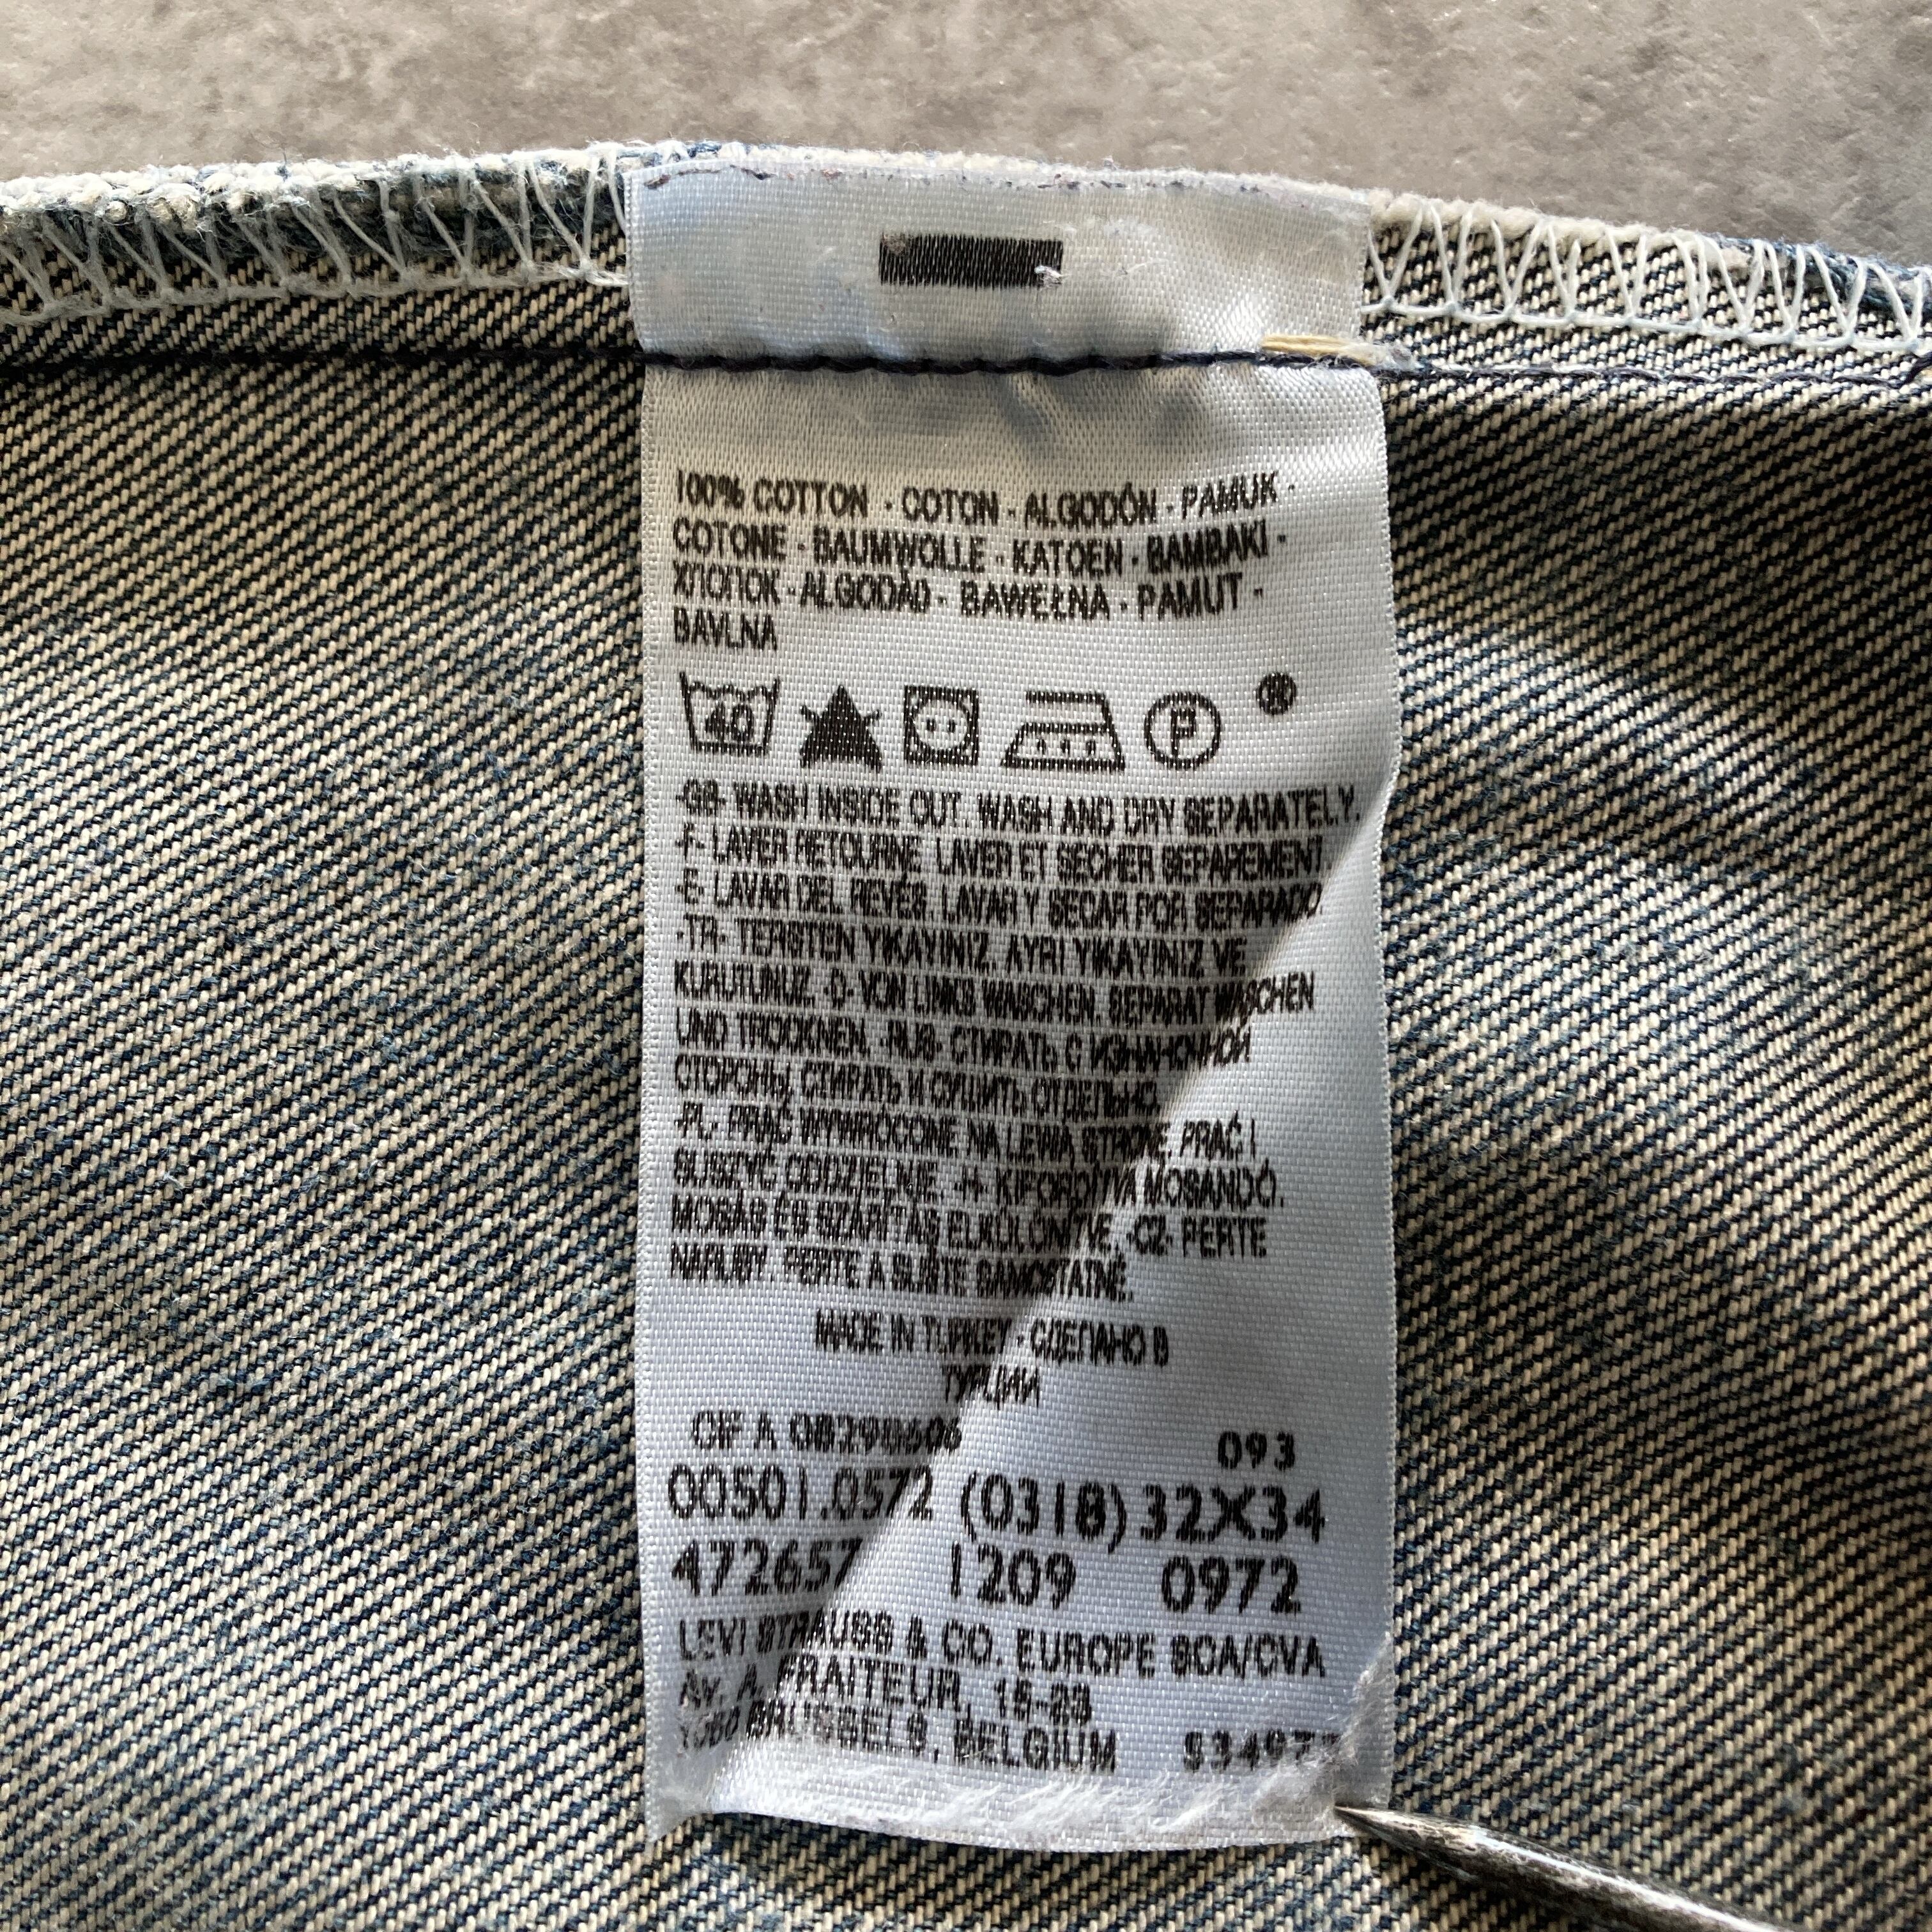 100% COTTON · COTON · ALGODÓN · PAMUK ·
COTONE · BAUMWOLLE · KATOEN · BAMBAKI ·
ХЛОПОК · ALGODÃO · BAWEŁNA · PAMUT ·
BAVLNA
40 P ®
-GB- WASH INSIDE OUT. WASH AND DRY SEPARATELY.
-F- LAVER RETOURNE. LAVER ET SECHER SEPAREMENT.
-E- LAVAR DEL REVÉS. LAVAR Y SECAR POR SEPARADO.
-TR- TERSTEN YIKAYINIZ. AYRI YIKAYINIZ VE
KURUTUNUZ. -D- VON LINKS WASCHEN. SEPARAT WASCHEN
UND TROCKNEN. -RUS- СТИРАТЬ С ИЗНАНОЧНОЙ
СТОРОНЫ. СТИРАТЬ И СУШИТЬ ОТДЕЛЬНО.
-PL- PRAĆ WYWRÓCONE NA LEWĄ STRONĘ. PRAĆ I
SUSZYĆ ODDZIELNIE. -H- KIFORDÍTVA MOSANDÓ.
MOSÁS ÉS SZÁRÍTÁS ELKÜLÖNÍTVE. -CZ- PERTE
NARUBY. PERTE A SUŠTE SAMOSTATNĚ.
MADE IN TURKEY - СДЕЛАНО В
ТУРЦИИ
CIF A 08298606
093
00501.0572 (0318) 32X34
472657 1209 0972
LEVI STRAUSS & CO. EUROPE SCA/CVA
Av. A. FRAITEUR, 15-23
BRUSSELS, BELGIUM